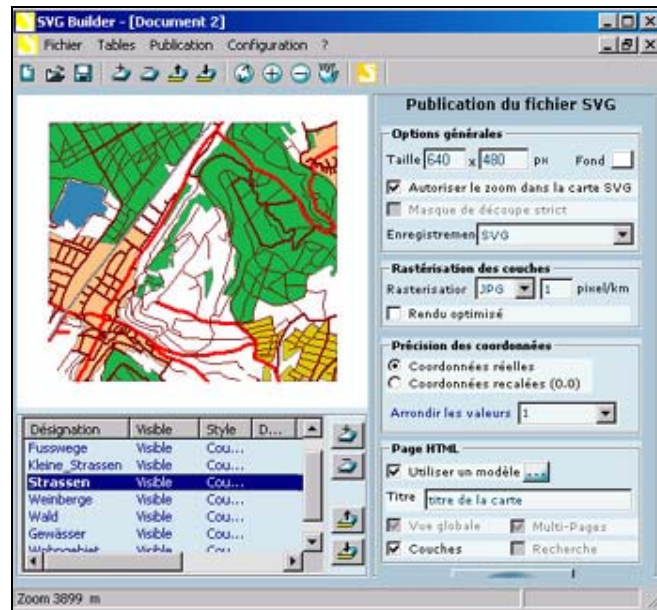 SVG Builder - [Document 2]
Fichier Tables Publication Configuration ?
Publication du fichier SVG
Options générales
Taille 640 x 480 px Fond
Autoriser le zoom dans la carte SVG
Masque de découpe strict
Enregistremen SVG
Rastérisation des couches
Rasterisatior JPG 1 pixel/km
Rendu optimisé
Précision des coordonnées
Coordonnées réelles
Coordonnées recalées (0.0)
Arrondir les valeurs 1
Page HTML
Utiliser un modèle ...
Titre titre de la carte
Vue globale Multi-Pages
Couches Recherche
Désignation Visible Style D...
Fusswege Visible Cou...
Kleine_Strassen Visible Cou...
Strassen Visible Cou...
Weinberge Visible Cou...
Wald Visible Cou...
Gewässer Visible Cou...
Wohngebiet Visible Cou...
Zoom 3899 m